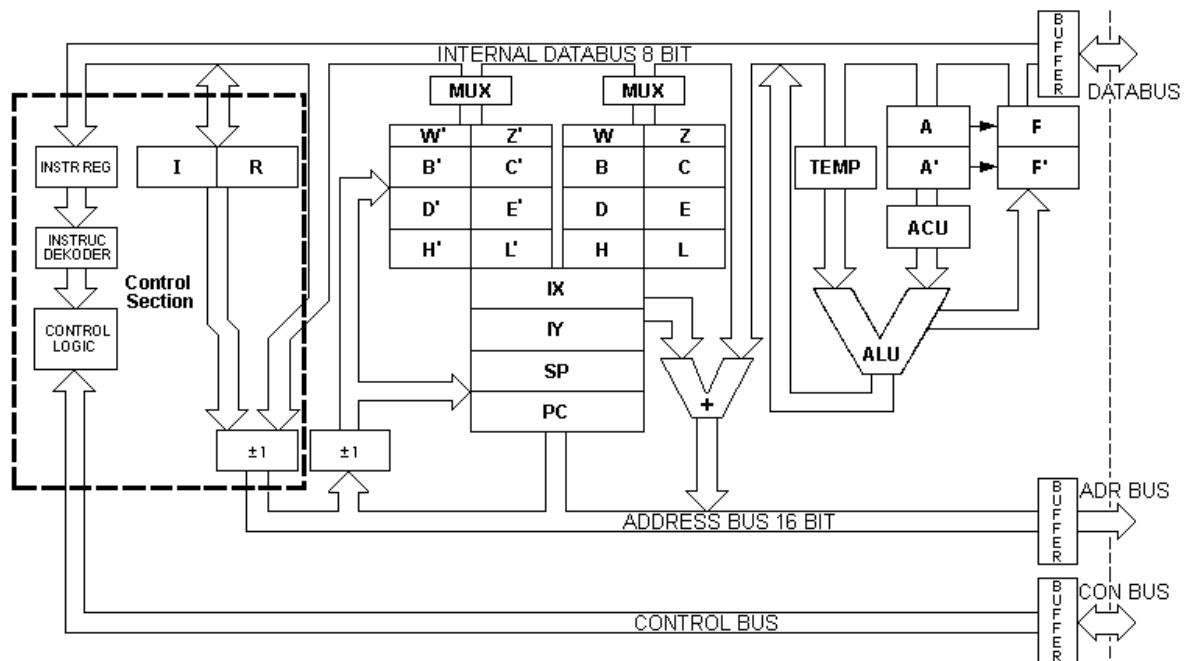 BUFFER
INTERNAL DATABUS 8 BIT
DATABUS
MUX
MUX
W' Z' W Z
B' C' B C
D' E' D E
H' L' H L
IX
IY
SP
PC
+
INSTR REG
I R
INSTRUC
DEKODER
Control
Section
CONTROL
LOGIC
±1
±1
TEMP
A F
A' F'
ACU
ALU
BUFFER
ADR BUS
ADDRESS BUS 16 BIT
BUFFER
CON BUS
CONTROL BUS